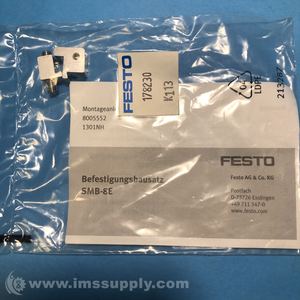 FESTO
178230
K113
LDPE
213987
Montageanl
8005552
1301NH
FESTO
Festo AG & Co. KG
Befestigungsbausatz
SMB-8E
Postfach
D-73726 Esslingen
+49 711 347-0
www.festo.com
© www.imssupply.com